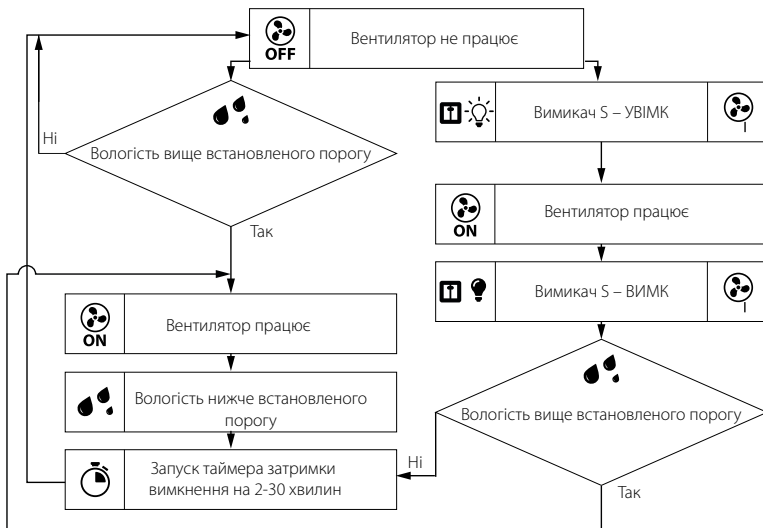 OFF
Вентилятор не працює
Ні
Вологість вище встановленого порогу
Так
Вимикач S – УВІМК
ON
Вентилятор працює
Вимикач S – ВИМК
ON
Вентилятор працює
Вологість нижче встановленого
порогу
Запуск таймера затримки
вимкнення на 2-30 хвилин
Вологість вище встановленого порогу
Ні
Так